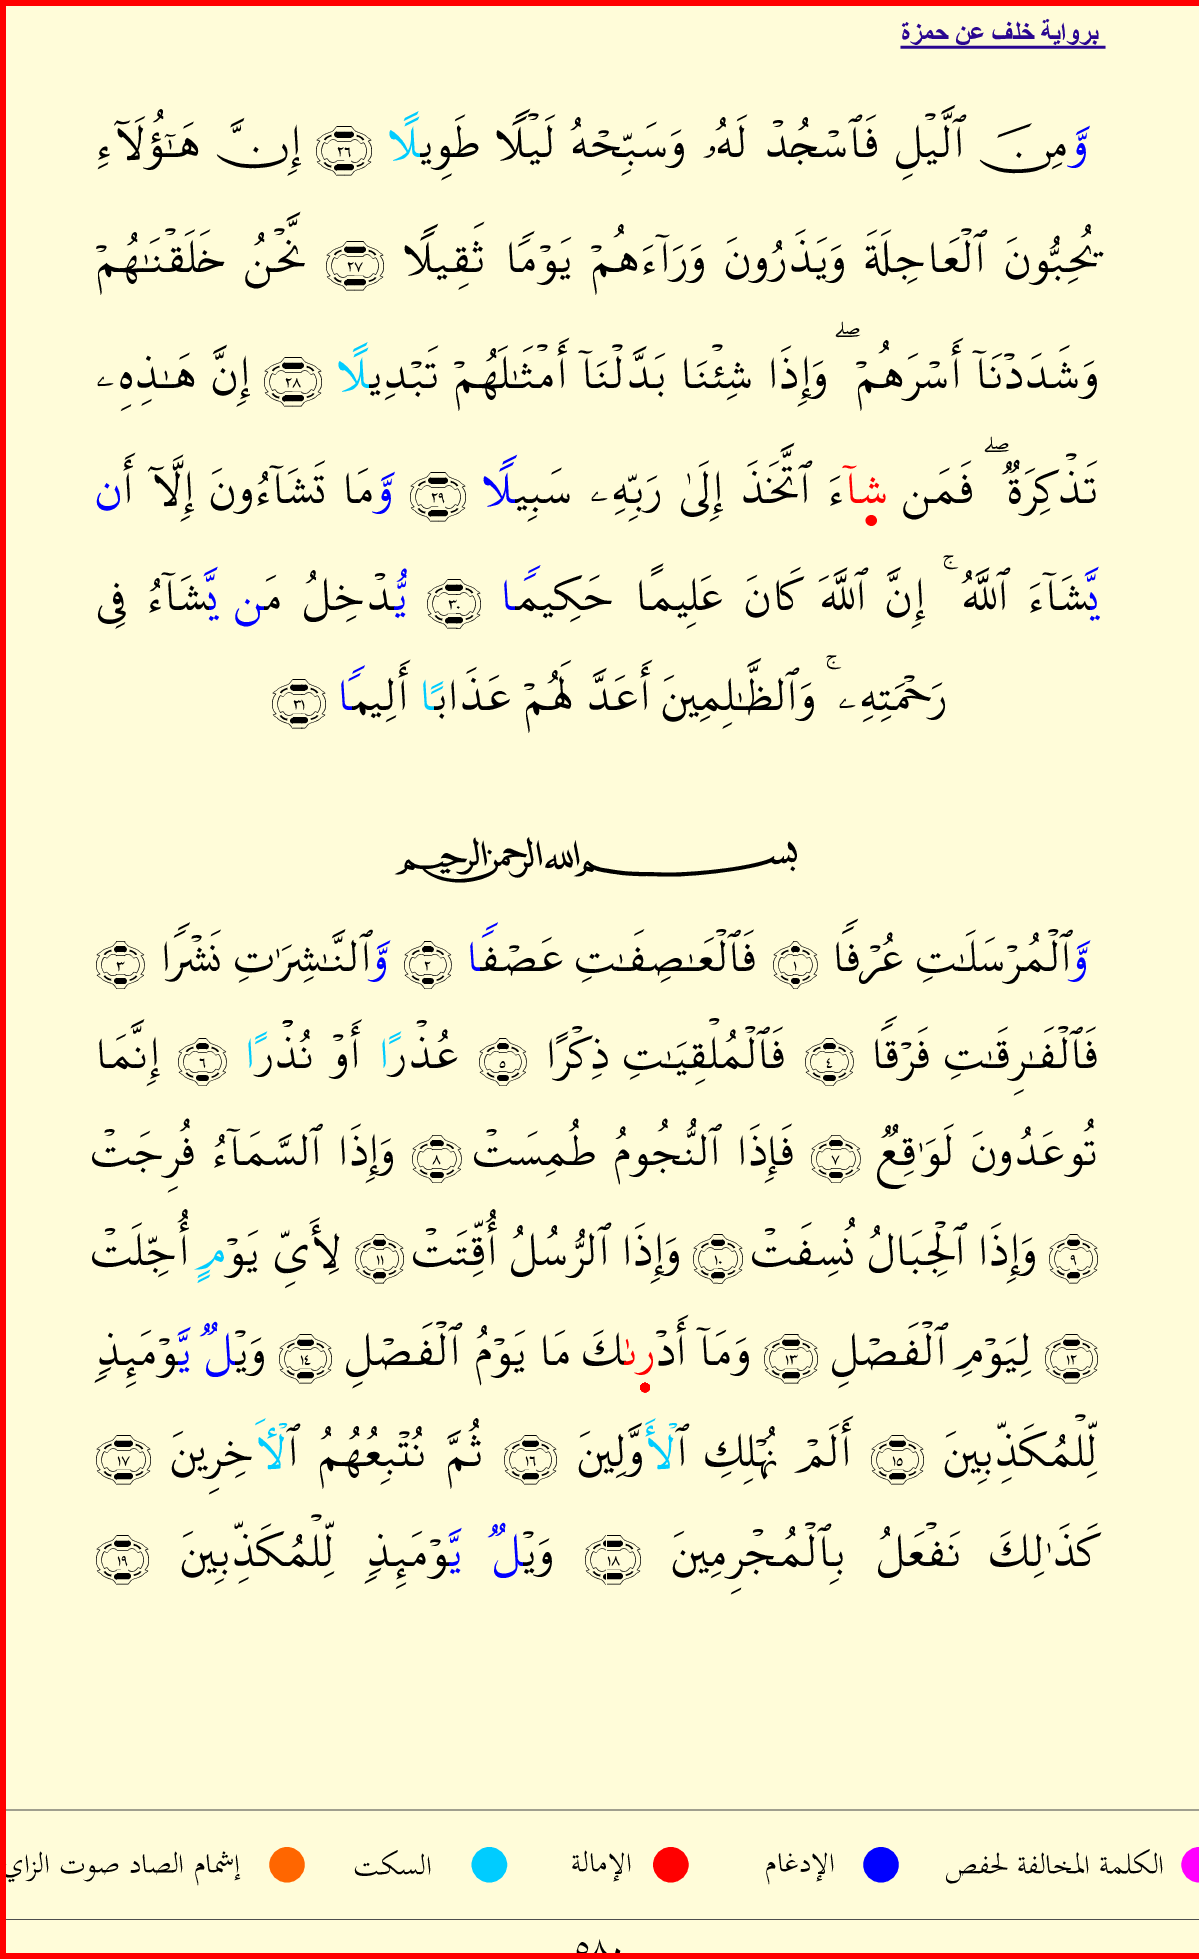 برواية خلف عن حمزة
وَّمِنَ ٱلَّيْلِ فَٱسْجُدْ لَهُۥ وَسَبِّحْهُ لَيْلًا طَوِيلًا ٢٦ إِنَّ هَـٰٓؤُلَآءِ
يُحِبُّونَ ٱلْعَاجِلَةَ وَيَذَرُونَ وَرَآءَهُمْ يَوْمًا ثَقِيلًا ٢٧ نَّحْنُ خَلَقْنَـٰهُمْ
وَشَدَدْنَآ أَسْرَهُمْ ۖ وَإِذَا شِئْنَا بَدَّلْنَآ أَمْثَـٰلَهُمْ تَبْدِيلًا ٢٨ إِنَّ هَـٰذِهِۦ
تَذْكِرَةٌ ۖ فَمَن شَآءَ ٱتَّخَذَ إِلَىٰ رَبِّهِۦ سَبِيلًا ٢٩ وَّمَا تَشَآءُونَ إِلَّآ أَن
يَّشَآءَ ٱللَّهُ ۚ إِنَّ ٱللَّهَ كَانَ عَلِيمًا حَكِيمًا ٣٠ يُّدْخِلُ مَن يَّشَآءُ فِى
رَحْمَتِهِۦ ۚ وَٱلظَّـٰلِمِينَ أَعَدَّ لَهُمْ عَذَابًا أَلِيمًا ٣١
بسم الله الرحمن الرحيم
وَّٱلْمُرْسَلَـٰتِ عُرْفًا ١ فَٱلْعَـٰصِفَـٰتِ عَصْفًا ٢ وَّٱلنَّـٰشِرَٰتِ نَشْرًا ٣
فَٱلْفَـٰرِقَـٰتِ فَرْقًا ٤ فَٱلْمُلْقِيَـٰتِ ذِكْرًا ٥ عُذْرًا أَوْ نُذْرًا ٦ إِنَّمَا
تُوعَدُونَ لَوَٰقِعٌ ٧ فَإِذَا ٱلنُّجُومُ طُمِسَتْ ٨ وَإِذَا ٱلسَّمَآءُ فُرِجَتْ
٩ وَإِذَا ٱلْجِبَالُ نُسِفَتْ ١٠ وَإِذَا ٱلرُّسُلُ أُقِّتَتْ ١١ لِأَىِّ يَوْمٍ أُجِّلَتْ
١٢ لِيَوْمِ ٱلْفَصْلِ ١٣ وَمَآ أَدْرَىٰكَ مَا يَوْمُ ٱلْفَصْلِ ١٤ وَيْلٌ يَّوْمَئِذٍ
لِّلْمُكَذِّبِينَ ١٥ أَلَمْ نُهْلِكِ ٱلْأَوَّلِينَ ١٦ ثُمَّ نُتْبِعُهُمُ ٱلْـَٔاخِرِينَ ١٧
كَذَٰلِكَ نَفْعَلُ بِٱلْمُجْرِمِينَ ١٨ وَيْلٌ يَّوْمَئِذٍ لِّلْمُكَذِّبِينَ ١٩
الكلمة المخالفة لحفص الإدغام الإمالة السكت إشمام الصاد صوت الزاي
٥٨٠